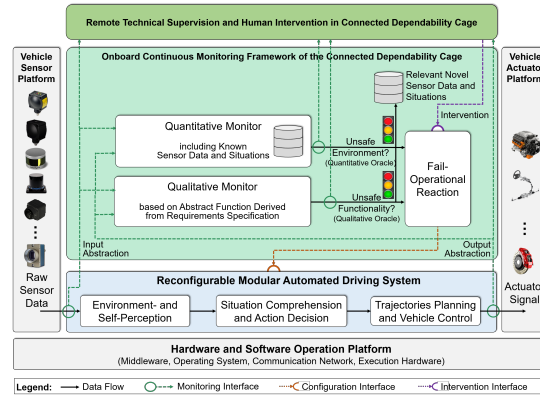 Remote Technical Supervision and Human Intervention in Connected Dependability Cage
Vehicle
Sensor
Platform
Onboard Continuous Monitoring Framework of the Connected Dependability Cage
Vehicle
Actuator
Platform
Relevant Novel
Sensor Data and
Situations
Intervention
Quantitative Monitor
including Known
Sensor Data and Situations
Unsafe
Environment?
(Quantitative Oracle)
Fail-
Operational
Reaction
Qualitative Monitor
based on Abstract Function Derived
from Requirements Specification
Unsafe
Functionality?
(Qualitative Oracle)
Input
Abstraction
Output
Abstraction
Raw
Sensor
Data
Actuator
Signal
Reconfigurable Modular Automated Driving System
Environment- and
Self-Perception
Situation Comprehension
and Action Decision
Trajectories Planning
and Vehicle Control
Hardware and Software Operation Platform
(Middleware, Operating System, Communication Network, Execution Hardware)
Legend: Data Flow Monitoring Interface Configuration Interface Intervention Interface